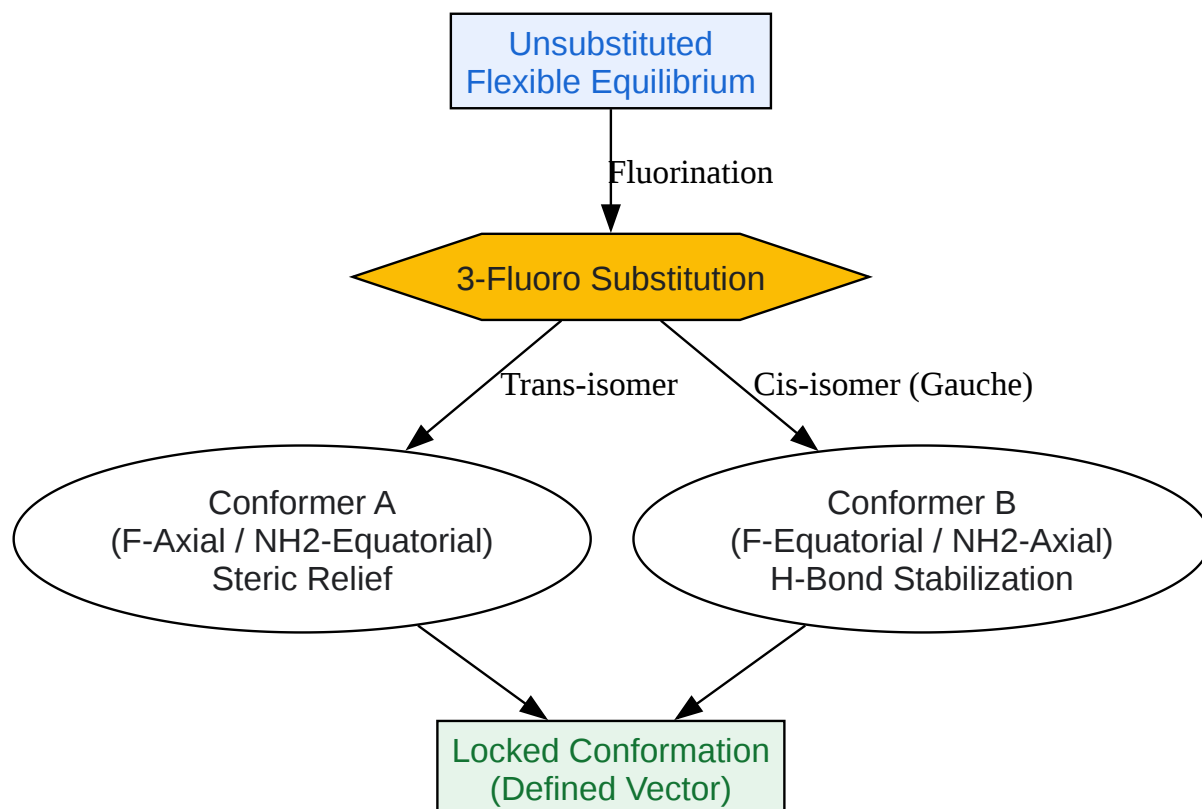 Unsubstituted
Flexible Equilibrium
Fluorination
3-Fluoro Substitution
Trans-isomer
Cis-isomer (Gauche)
Conformer A
(F-Axial / NH2-Equatorial)
Steric Relief
Conformer B
(F-Equatorial / NH2-Axial)
H-Bond Stabilization
Locked Conformation
(Defined Vector)